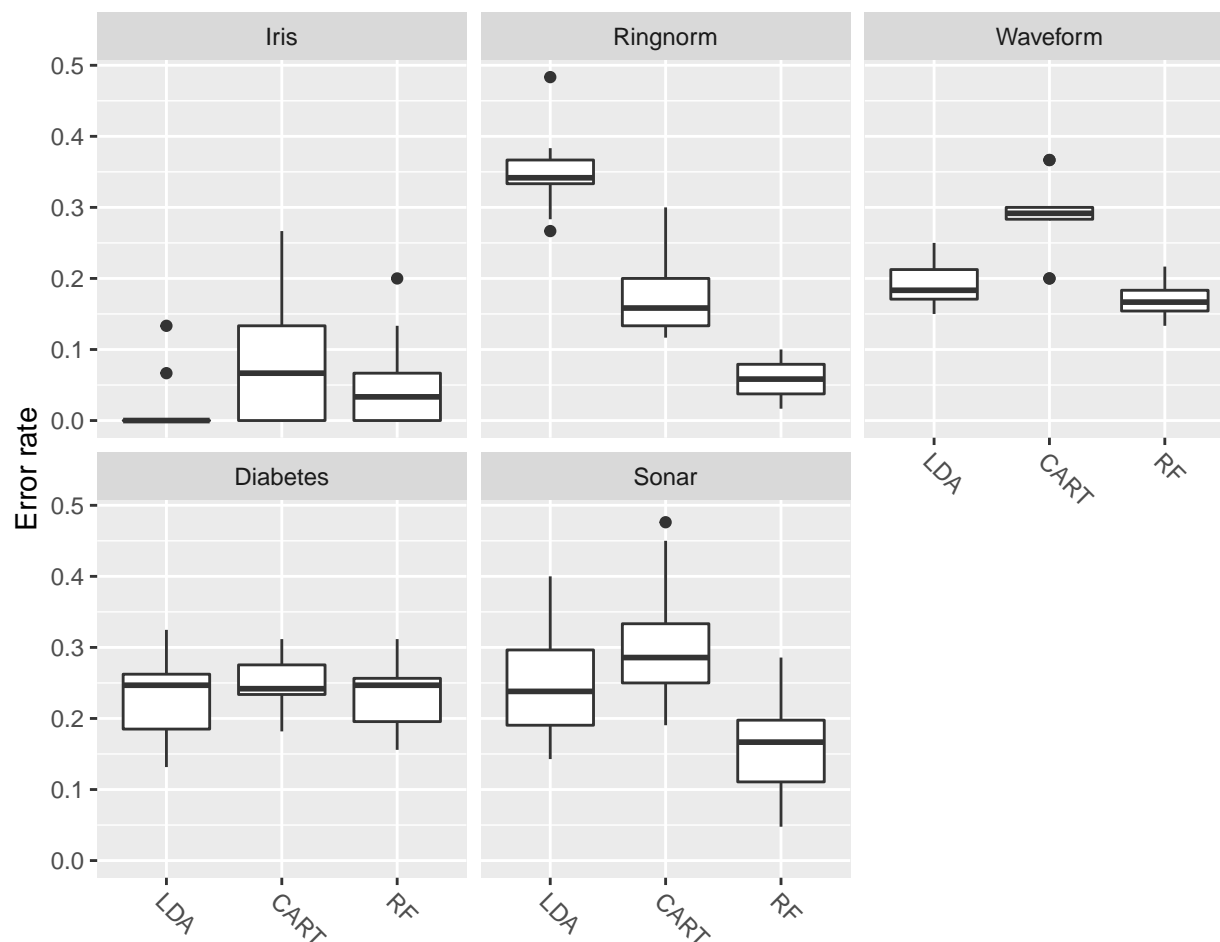 Iris
Ringnorm
Waveform
0.5
0.4
0.3
0.2
0.1
0.0
LDA
CART
RF
Diabetes
Sonar
Error rate
0.5
0.4
0.3
0.2
0.1
0.0
LDA
CART
RF
LDA
CART
RF